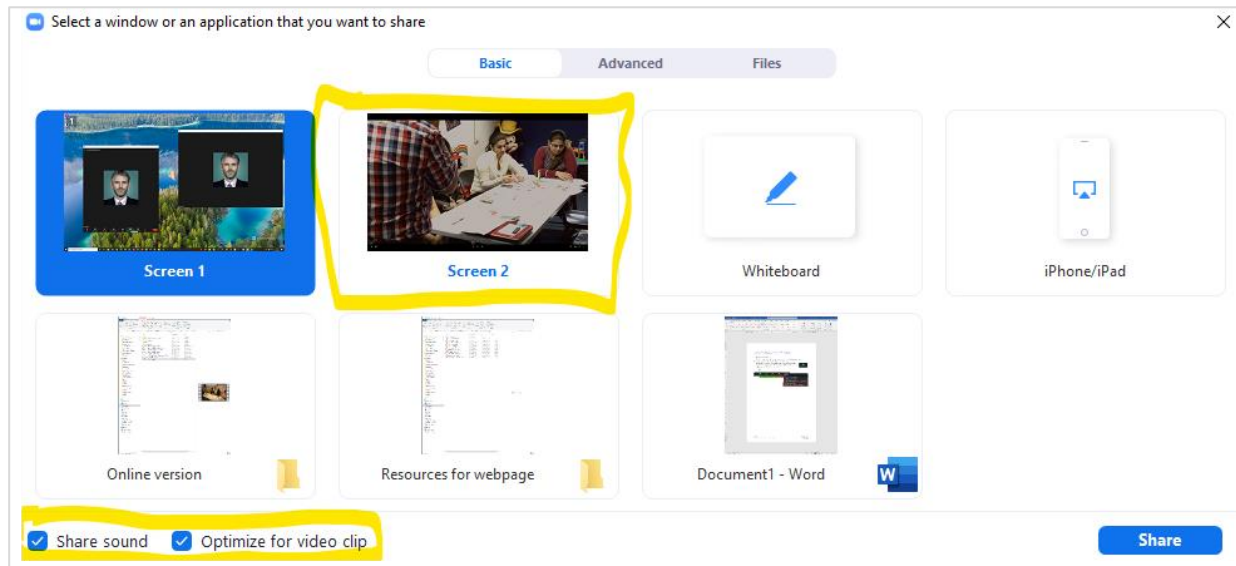 Select a window or an application that you want to share
Basic Advanced Files
Screen 1
Screen 2
Whiteboard
iPhone/iPad
Online version
Resources for webpage
Document1 - Word
W
Share sound
Optimize for video clip
Share